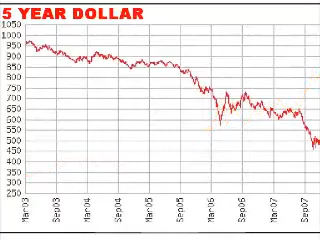 5 YEAR DOLLAR
1050
1000
950
900
850
800
750
700
650
600
550
500
450
400
350
300
250
Mar03
Sep03
Mar04
Sep04
Mar05
Sep05
Mar06
Sep06
Mar07
Sep07